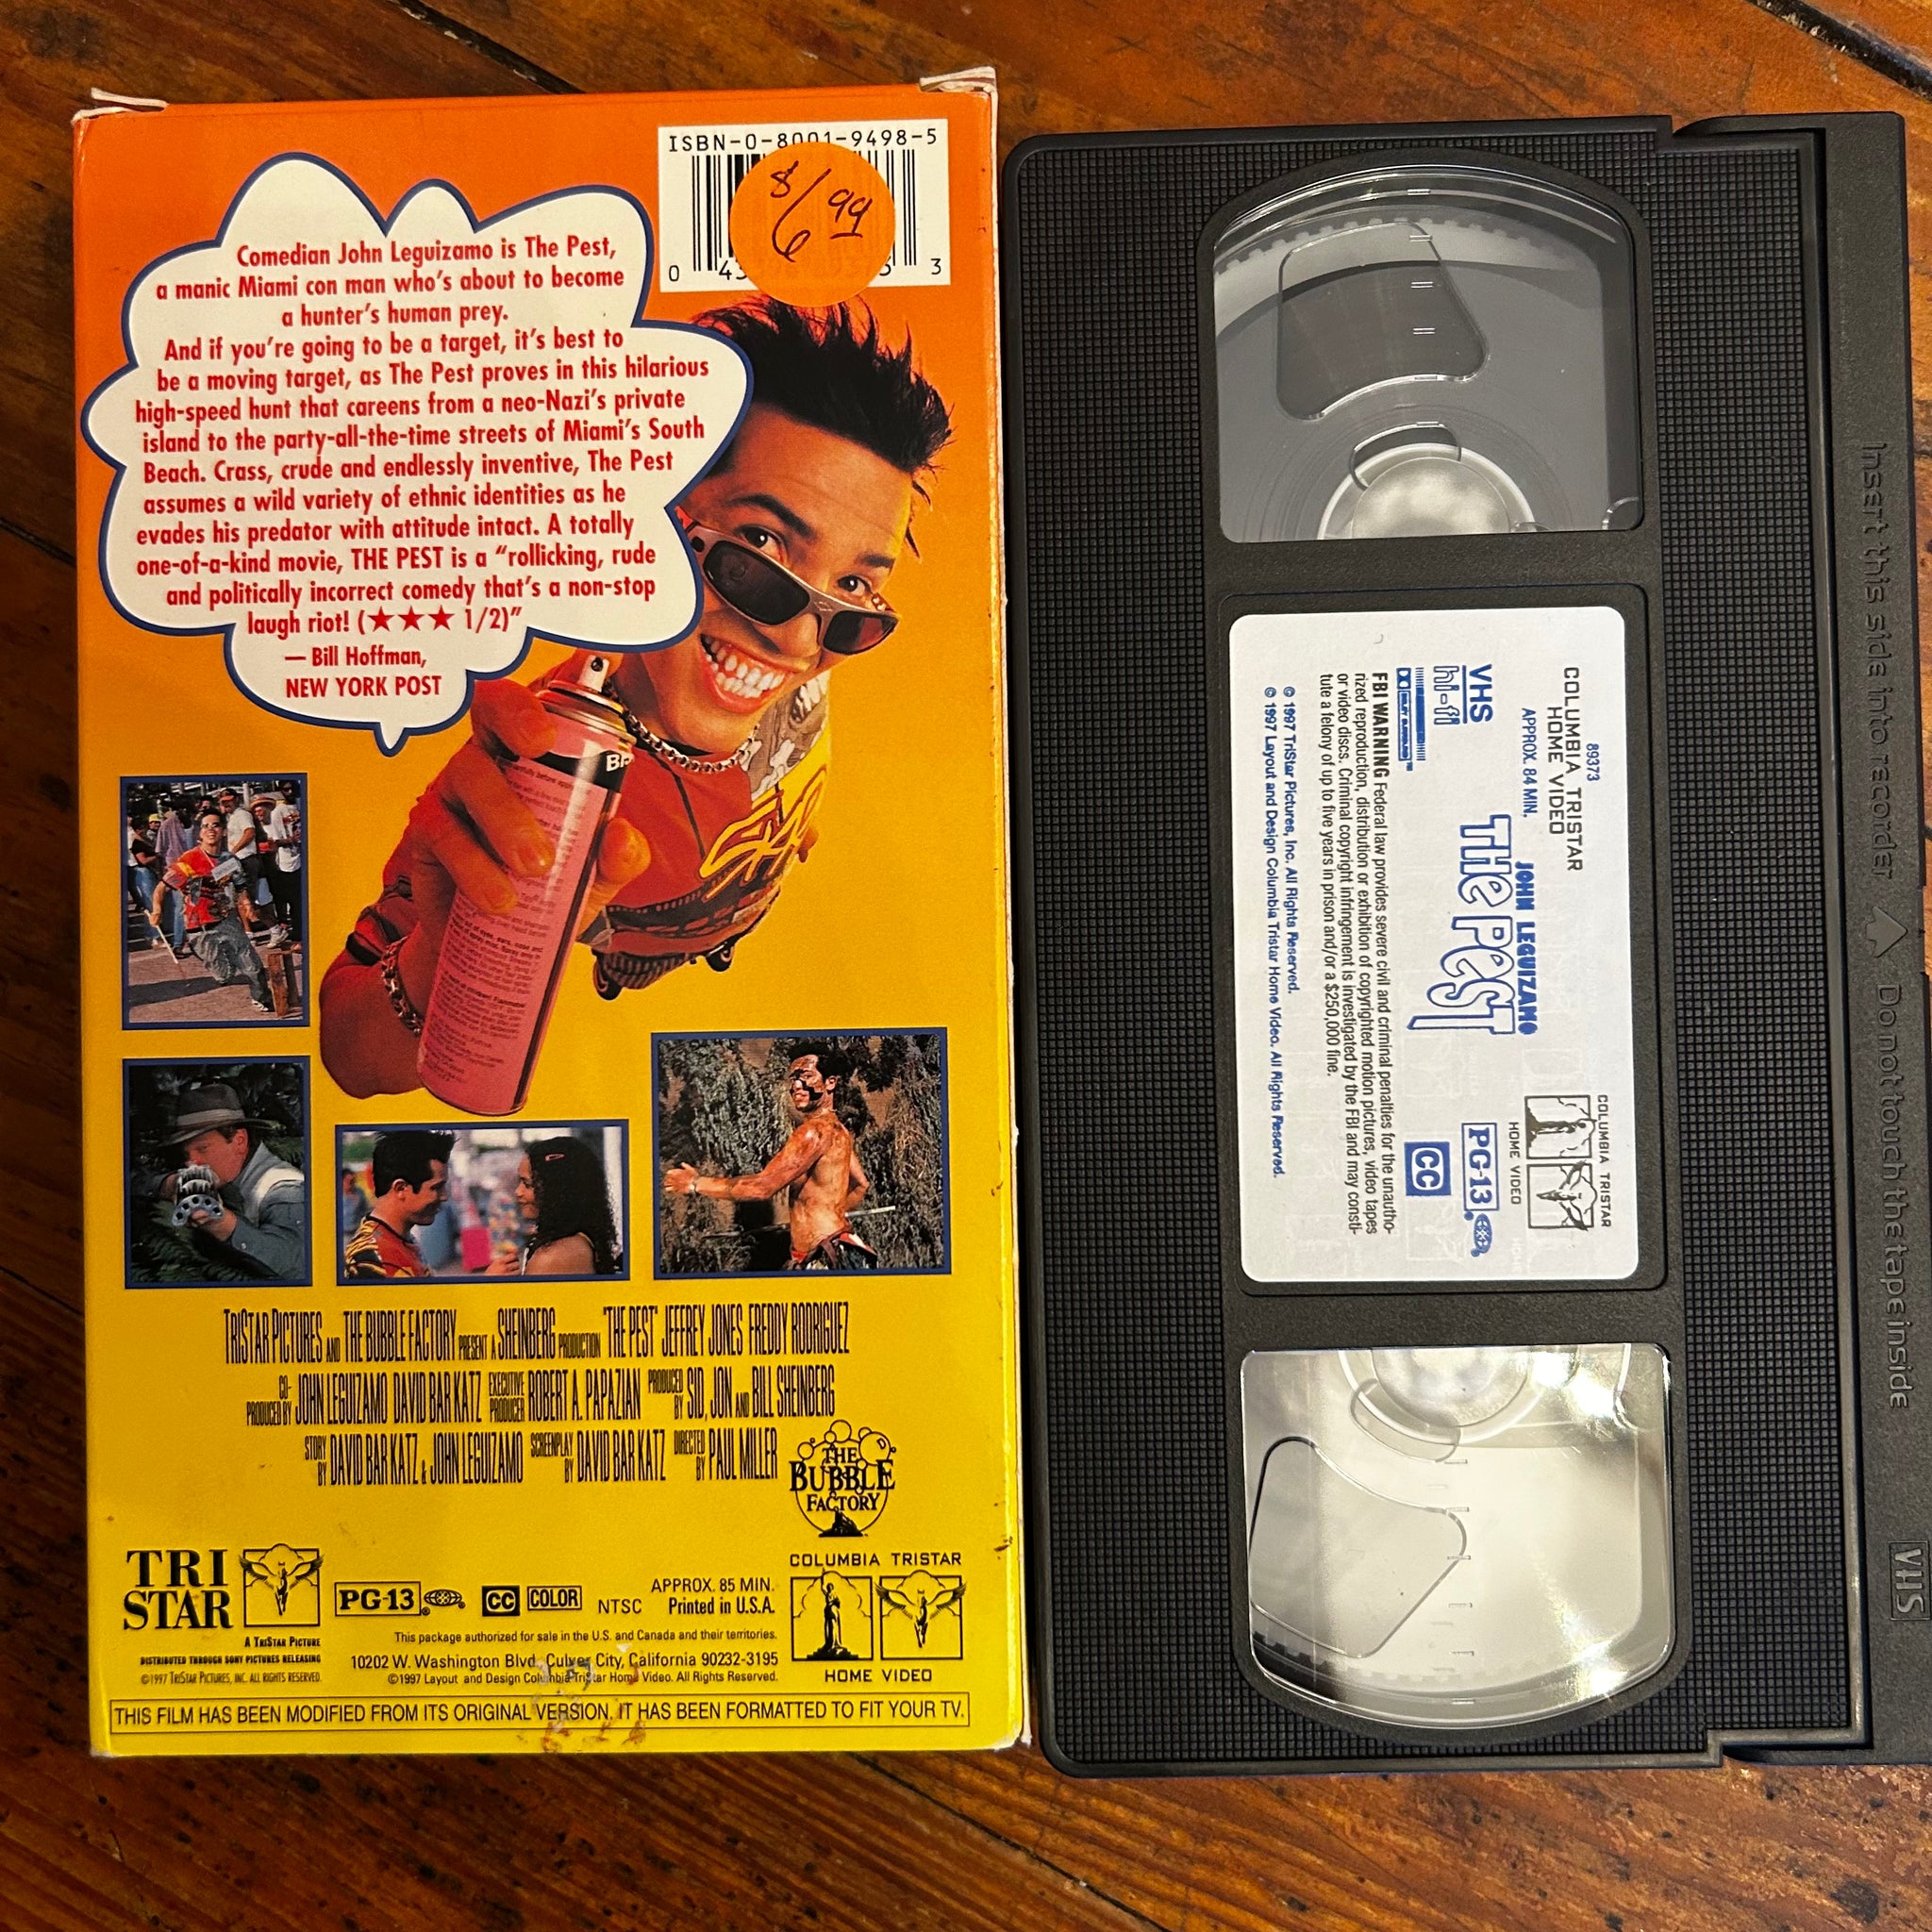 ISBN-0-8001-9498-5
$6.99
0 43 3
Comedian John Leguizamo is The Pest,
a manic Miami con man who's about to become
a hunter's human prey.
And if you're going to be a target, it's best to
be a moving target, as The Pest proves in this hilarious
high-speed hunt that careens from a neo-Nazi's private
island to the party-all-the-time streets of Miami's South
Beach. Crass, crude and endlessly inventive, The Pest
assumes a wild variety of ethnic identities as he
evades his predator with attitude intact. A totally
one-of-a-kind movie, THE PEST is a "rollicking, rude
and politically incorrect comedy that's a non-stop
laugh riot! (★★★ 1/2)"
— Bill Hoffman,
NEW YORK POST
TRISTAR PICTURES AND THE BUBBLE FACTORY PRESENT A SHEINBERG PRODUCTION "THE PEST" JEFFREY JONES FREDDY RODRIGUEZ
CO-PRODUCED BY JOHN LEGUIZAMO DAVID BAR KATZ EXECUTIVE PRODUCER ROBERT A. PAPAZIAN PRODUCED BY SID, JON AND BILL SHEINBERG
STORY BY DAVID BAR KATZ & JOHN LEGUIZAMO SCREENPLAY BY DAVID BAR KATZ DIRECTED BY PAUL MILLER
THE
BUBBLE
FACTORY
TRI
STAR
A TRISTAR PICTURE
DISTRIBUTED THROUGH SONY PICTURES RELEASING
©1997 TRISTAR PICTURES, INC. ALL RIGHTS RESERVED.
PG-13 CC COLOR NTSC
APPROX. 85 MIN.
Printed in U.S.A.
This package authorized for sale in the U.S. and Canada and their territories.
10202 W. Washington Blvd. Culver City, California 90232-3195
©1997 Layout and Design Columbia TriStar Home Video. All Rights Reserved.
COLUMBIA TRISTAR
HOME VIDEO
THIS FILM HAS BEEN MODIFIED FROM ITS ORIGINAL VERSION. IT HAS BEEN FORMATTED TO FIT YOUR TV.
89373
COLUMBIA TRISTAR
HOME VIDEO
APPROX. 84 MIN.
JOHN LEGUIZAMO
THE PEST
COLUMBIA TRISTAR
HOME VIDEO
PG-13
CC
VHS
hi-fi
DOLBY SURROUND
FBI WARNING Federal law provides severe civil and criminal penalties for the unautho-
rized reproduction, distribution or exhibition of copyrighted motion pictures, video tapes
or video discs. Criminal copyright infringement is investigated by the FBI and may consti-
tute a felony of up to five years in prison and/or a $250,000 fine.
© 1997 TriStar Pictures, Inc. All Rights Reserved.
© 1997 Layout and Design Columbia Tristar Home Video. All Rights Reserved.
Insert this side into recorder
Do not touch the tape inside
VHS